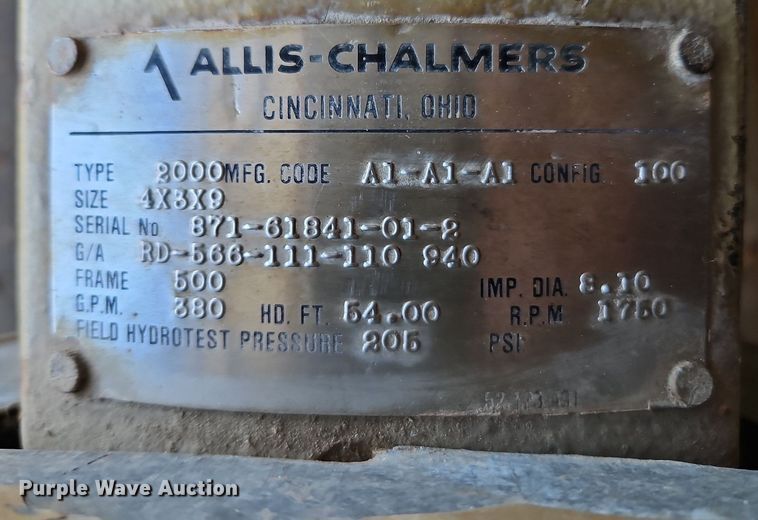 ALLIS-CHALMERS
CINCINNATI, OHIO
TYPE 2000 MFG. CODE A1-A1-A1 CONFIG. 100
SIZE 4X3X9
SERIAL No 871-61841-01-2
G/A RD-566-111-110 940
FRAME 500 IMP. DIA. 8.10
G.P.M. 380 HD. FT. 54.00 R.P.M 1750
FIELD HYDROTEST PRESSURE 205 PSI
Purple Wave Auction